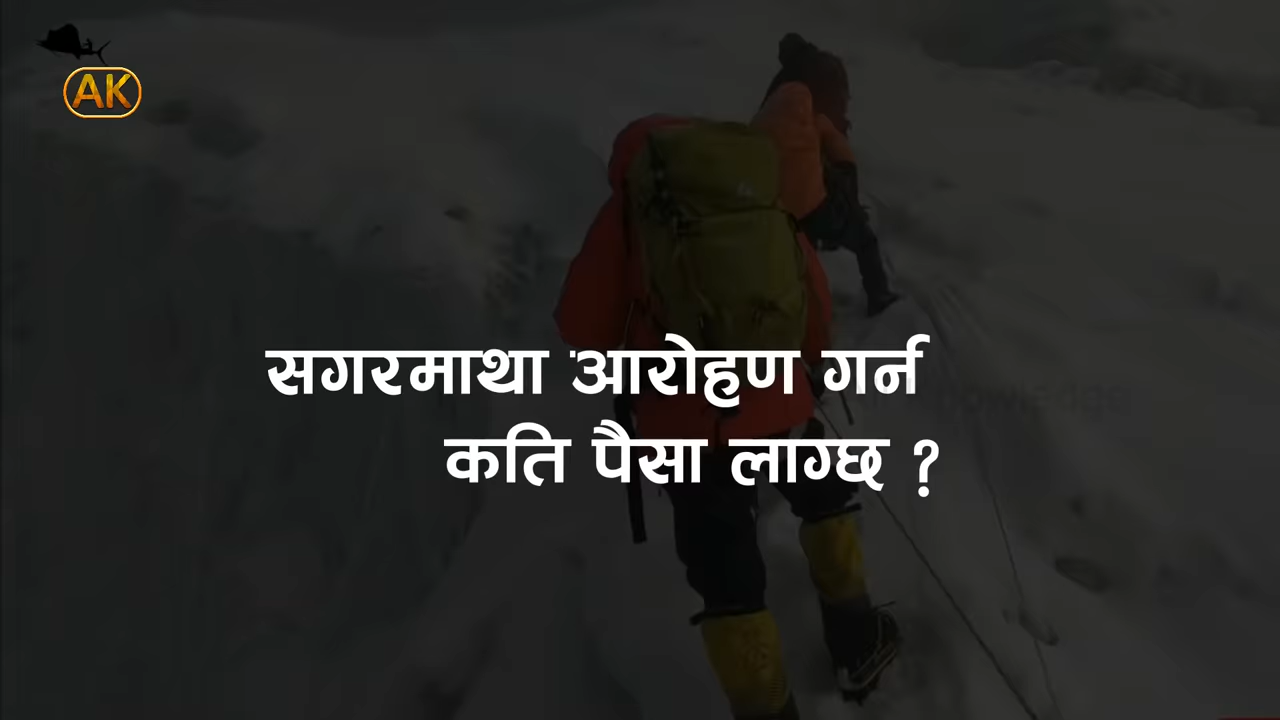 AK
सगरमाथा आरोहण गर्न
कति पैसा लाग्छ ?